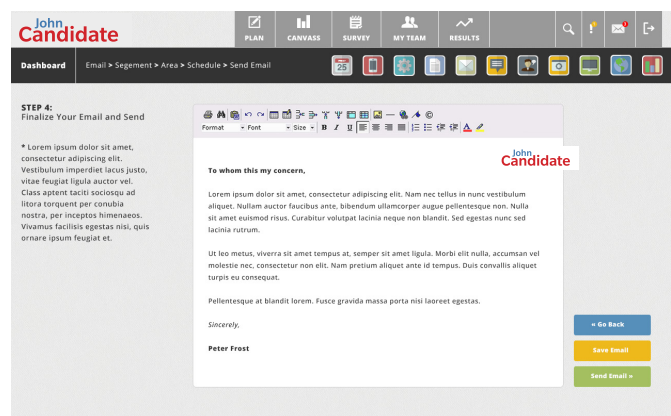 John
Candidate
PLAN
CANVASS
SURVEY
MY TEAM
RESULTS
Dashboard
Email > Segement > Area > Schedule > Send Email
25
STEP 4:
Finalize Your Email and Send
* Lorem ipsum dolor sit amet,
consectetur adipiscing elit.
Vestibulum imperdiet lacus justo,
vitae feugiat ligula auctor vel.
Class aptent taciti sociosqu ad
litora torquent per conubia
nostra, per inceptos himenaeos.
Vivamus facilisis egestas nisi, quis
ornare ipsum feugiat et.
Format Font Size B I U
John
Candidate
To whom this my concern,
Lorem ipsum dolor sit amet, consectetur adipiscing elit. Nam nec tellus in nunc vestibulum
aliquet. Nullam auctor faucibus ante, bibendum ullamcorper augue pellentesque non. Nulla
sit amet euismod risus. Curabitur volutpat lacinia neque non blandit. Sed egestas nunc sed
lacinia rutrum.
Ut leo metus, viverra sit amet tempus at, semper sit amet ligula. Morbi elit nulla, accumsan vel
molestie nec, consectetur non elit. Nam pretium aliquet ante id tempus. Duis convallis aliquet
turpis eu consequat.
Pellentesque at blandit lorem. Fusce gravida massa porta nisi laoreet egestas.
Sincerely,
Peter Frost
« Go Back
Save Email
Send Email »